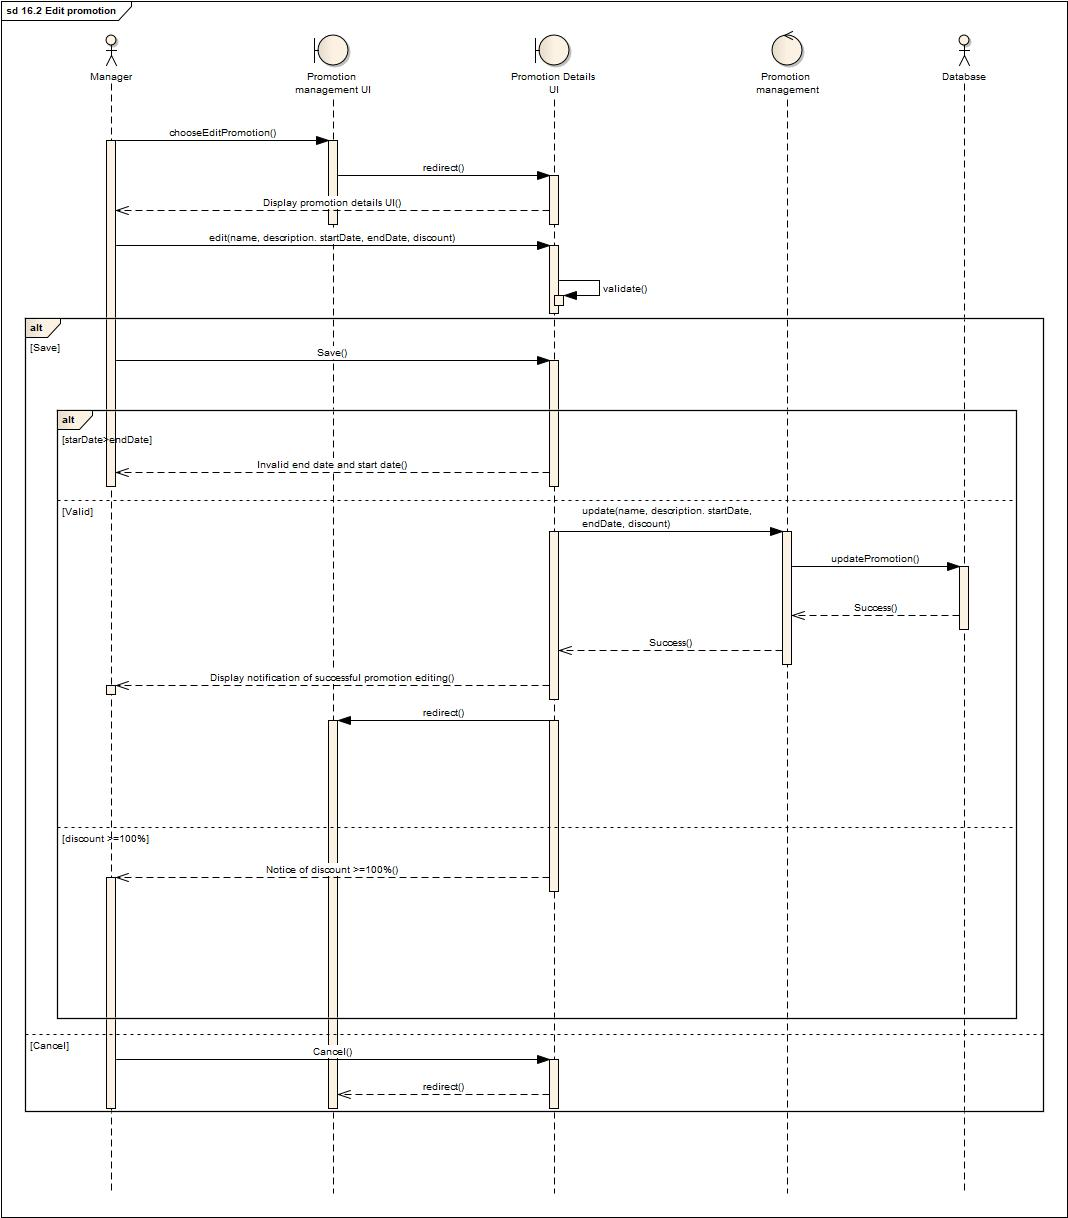 sd 16.2 Edit promotion
Manager
Promotion
management UI
Promotion Details
UI
Promotion
management
Database
chooseEditPromotion()
redirect()
Display promotion details UI()
edit(name, description. startDate, endDate, discount)
validate()
alt
[Save]
Save()
alt
[starDate>endDate]
Invalid end date and start date()
[Valid]
update(name, description. startDate,
endDate, discount)
updatePromotion()
Success()
Success()
Display notification of successful promotion editing()
redirect()
[discount >=100%]
Notice of discount >=100%()
[Cancel]
Cancel()
redirect()